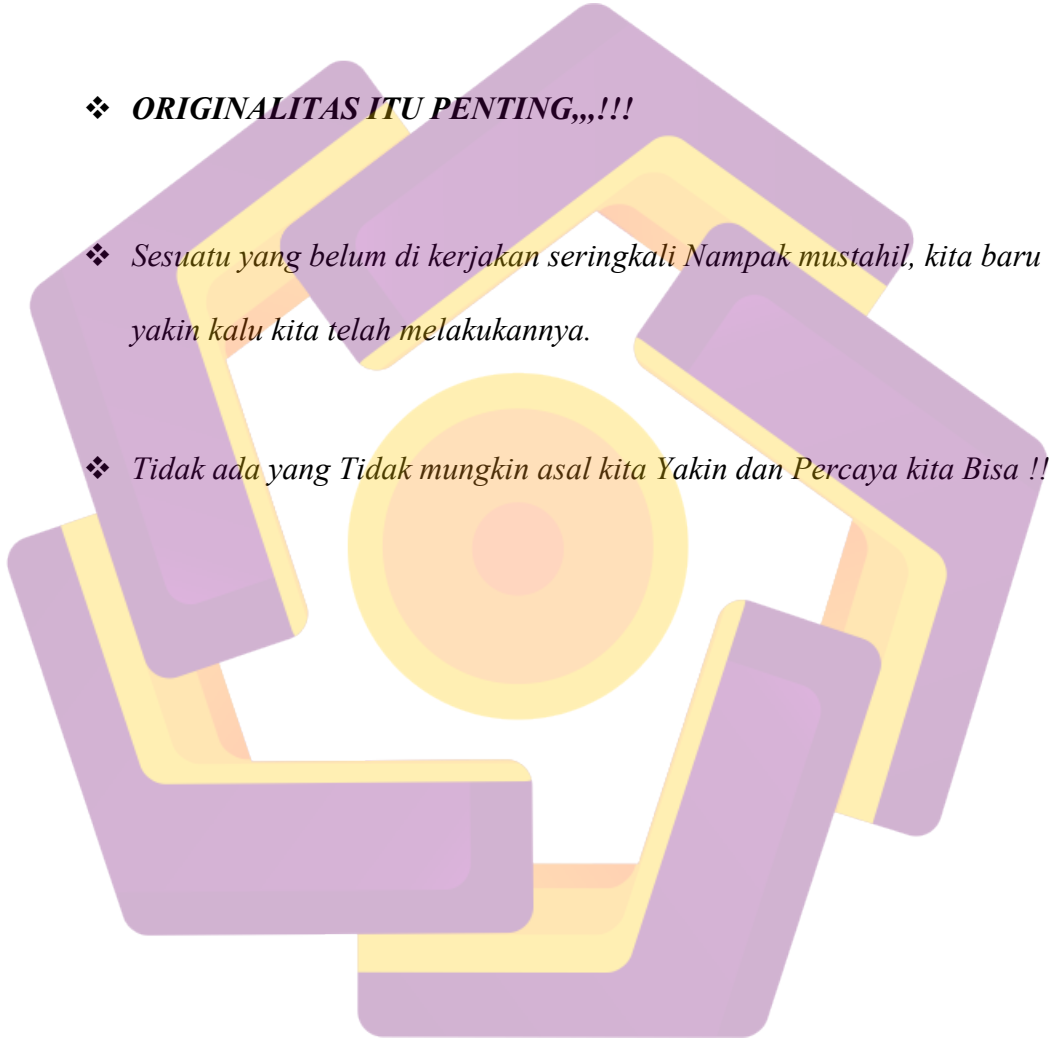 ❖ ORIGINALITAS ITU PENTING,,,!!!
❖ Sesuatu yang belum di kerjakan seringkali Nampak mustahil, kita baru
yakin kalu kita telah melakukannya.
❖ Tidak ada yang Tidak mungkin asal kita Yakin dan Percaya kita Bisa !!